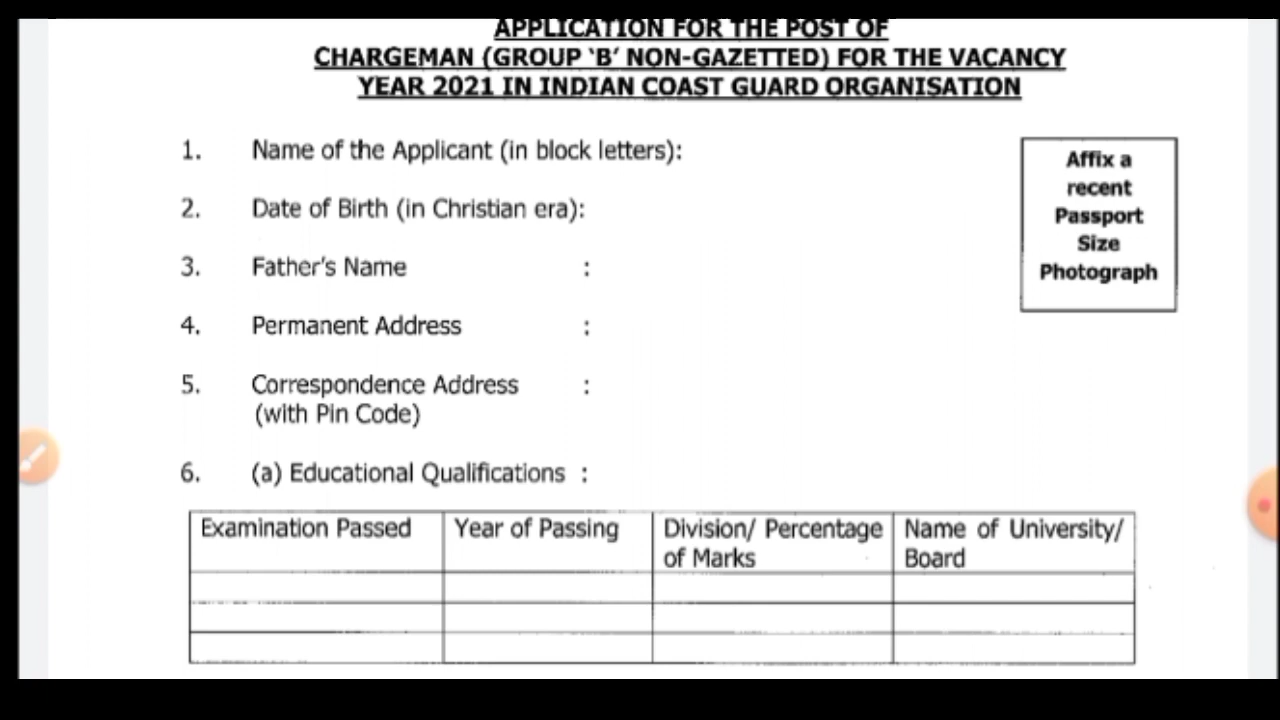 APPLICATION FOR THE POST OF
CHARGEMAN (GROUP ‘B’ NON-GAZETTED) FOR THE VACANCY
YEAR 2021 IN INDIAN COAST GUARD ORGANISATION
1. Name of the Applicant (in block letters):
Affix a
recent
Passport
Size
Photograph
2. Date of Birth (in Christian era):
3. Father's Name :
4. Permanent Address :
5. Correspondence Address :
(with Pin Code)
6. (a) Educational Qualifications :
Examination Passed Year of Passing Division/ Percentage Name of University/
of Marks Board